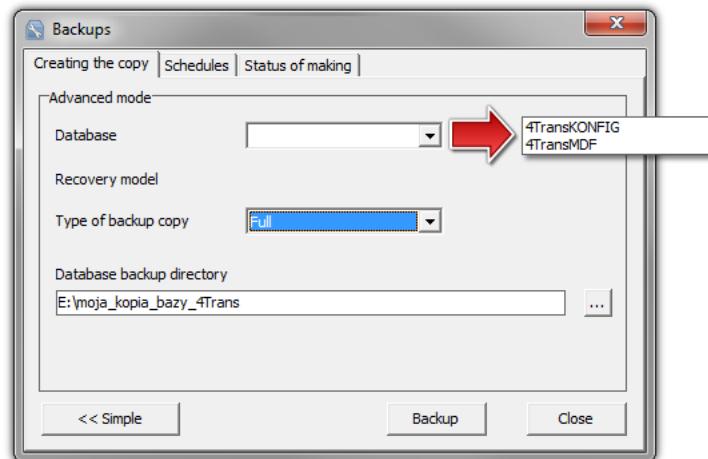 Backups
Creating the copy Schedules Status of making
Advanced mode
Database
4TransKONFIG
4TransMDF
Recovery model
Type of backup copy Full
Database backup directory
E:\moja_kopia_bazy_4Trans ...
<< Simple Backup Close